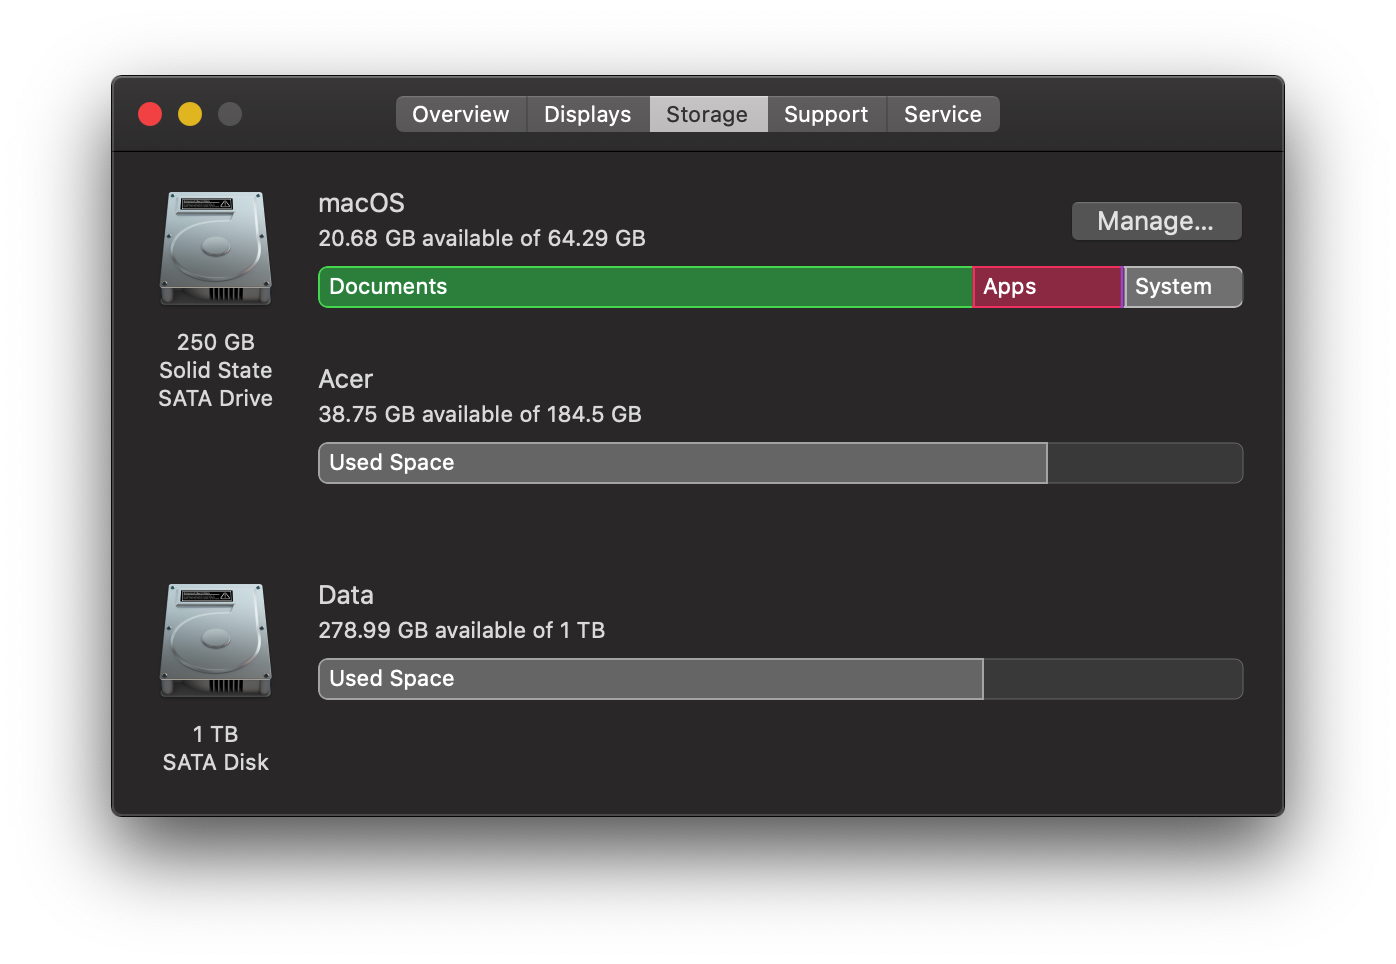 Overview Displays Storage Support Service
macOS
20.68 GB available of 64.29 GB
Manage...
Documents Apps System
250 GB
Solid State
SATA Drive
Acer
38.75 GB available of 184.5 GB
Used Space
Data
278.99 GB available of 1 TB
Used Space
1 TB
SATA Disk